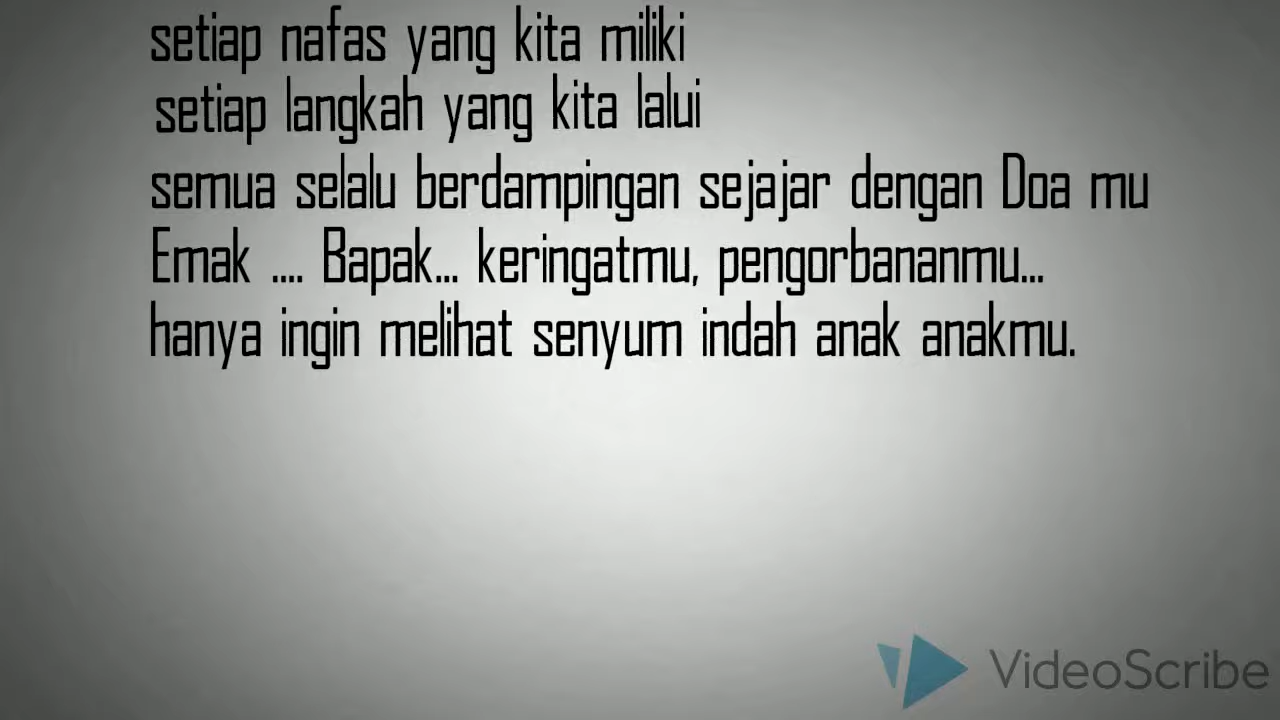 setiap nafas yang kita miliki
setiap langkah yang kita lalui
semua selalu berdampingan sejajar dengan Doa mu
Emak .... Bapak... keringatmu, pengorbananmu...
hanya ingin melihat senyum indah anak anakmu.
VideoScribe